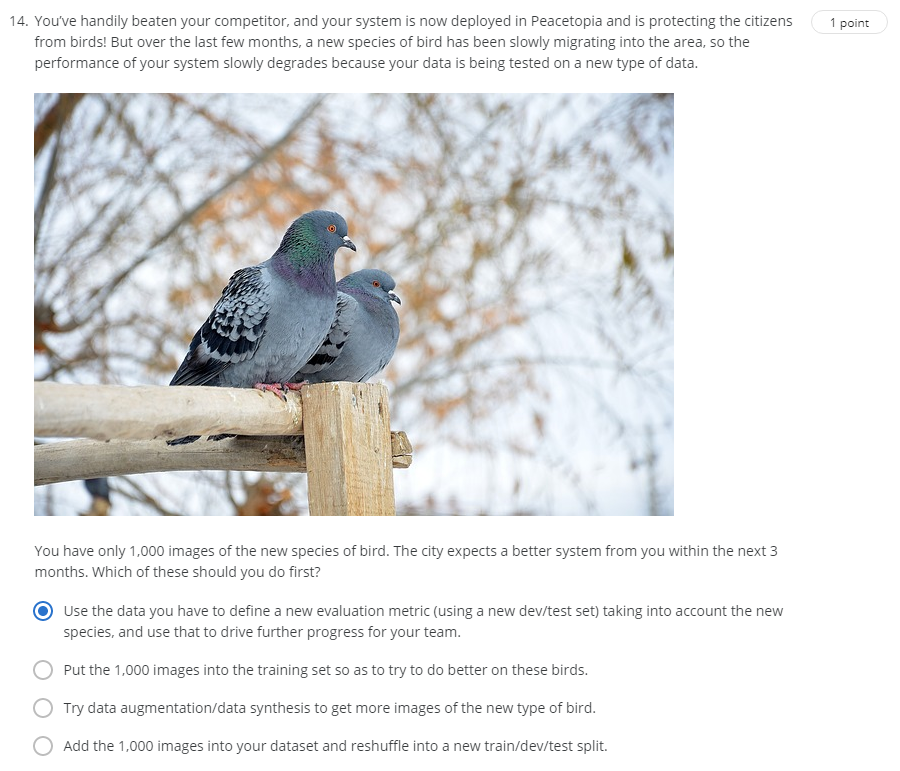 14. You've handily beaten your competitor, and your system is now deployed in Peacetopia and is protecting the citizens
1 point
from birds! But over the last few months, a new species of bird has been slowly migrating into the area, so the
performance of your system slowly degrades because your data is being tested on a new type of data.
You have only 1,000 images of the new species of bird. The city expects a better system from you within the next 3
months. Which of these should you do first?
Use the data you have to define a new evaluation metric (using a new dev/test set) taking into account the new
species, and use that to drive further progress for your team.
Put the 1,000 images into the training set so as to try to do better on these birds.
Try data augmentation/data synthesis to get more images of the new type of bird.
Add the 1,000 images into your dataset and reshuffle into a new train/dev/test split.